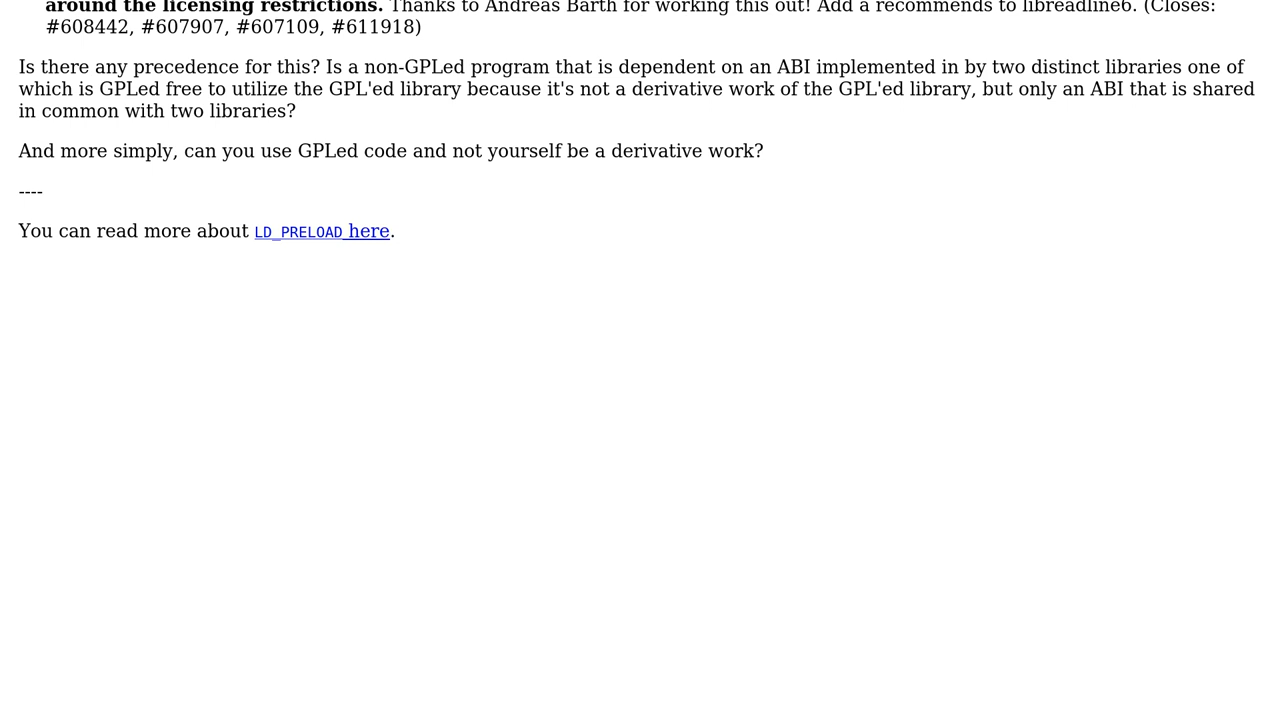 around the licensing restrictions. Thanks to Andreas Barth for working this out! Add a recommends to libreadline6. (Closes:
#608442, #607907, #607109, #611918)
Is there any precedence for this? Is a non-GPLed program that is dependent on an ABI implemented in by two distinct libraries one of
which is GPLed free to utilize the GPL'ed library because it's not a derivative work of the GPL'ed library, but only an ABI that is shared
in common with two libraries?
And more simply, can you use GPLed code and not yourself be a derivative work?
----
You can read more about LD_PRELOAD here.